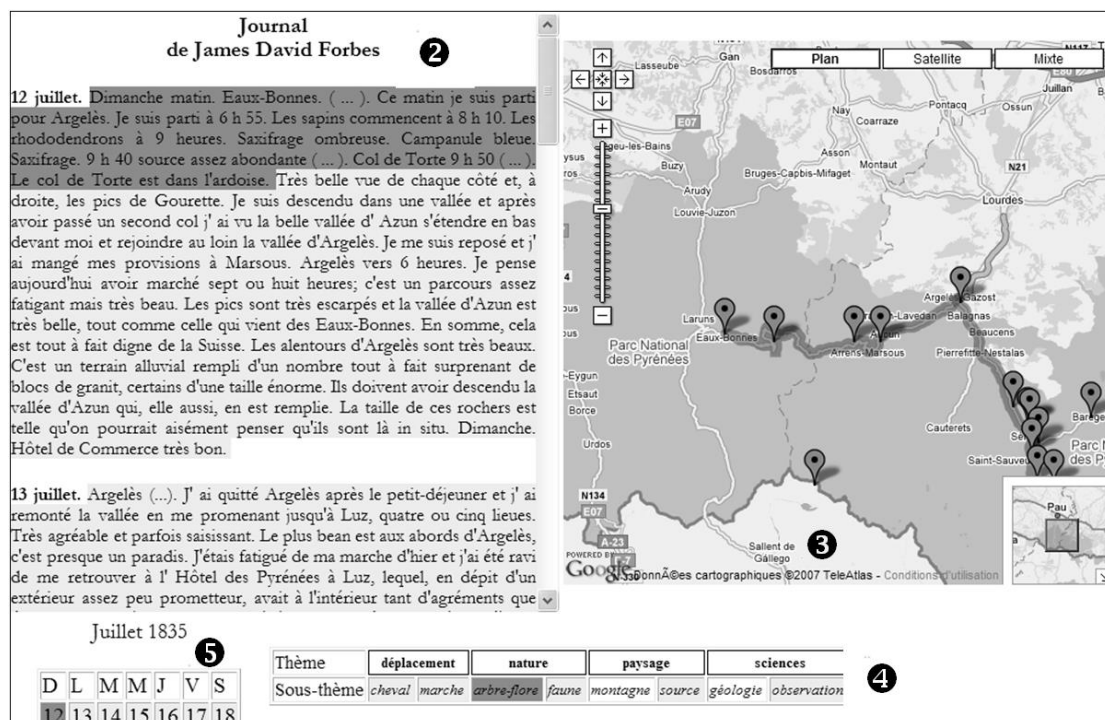 Journal
de James David Forbes
❷
12 juillet. Dimanche matin. Eaux-Bonnes. ( ... ). Ce matin je suis parti
pour Argelès. Je suis parti à 6 h 55. Les sapins commencent à 8 h 10. Les
rhododendrons à 9 heures. Saxifrage ombreuse. Campanule bleue.
Saxifrage. 9 h 40 source assez abondante ( ... ). Col de Torte 9 h 50 ( ... ).
Le col de Torte est dans l'ardoise. Très belle vue de chaque côté et, à
droite, les pics de Gourette. Je suis descendu dans une vallée et après
avoir passé un second col j' ai vu la belle vallée d' Azun s'étendre en bas
devant moi et rejoindre au loin la vallée d'Argelès. Je me suis reposé et j'
ai mangé mes provisions à Marsous. Argelès vers 6 heures. Je pense
aujourd'hui avoir marché sept ou huit heures; c'est un parcours assez
fatigant mais très beau. Les pics sont très escarpés et la vallée d'Azun est
très belle, tout comme celle qui vient des Eaux-Bonnes. En somme, cela
est tout à fait digne de la Suisse. Les alentours d'Argelès sont très beaux.
C'est un terrain alluvial rempli d'un nombre tout à fait surprenant de
blocs de granit, certains d'une taille énorme. Ils doivent avoir descendu la
vallée d'Azun qui, elle aussi, en est remplie. La taille de ces rochers est
telle qu'on pourrait aisément penser qu'ils sont là in situ. Dimanche.
Hôtel de Commerce très bon.
13 juillet. Argelès (...). J' ai quitté Argelès après le petit-déjeuner et j' ai
remonté la vallée en me promenant jusqu'à Luz, quatre ou cinq lieues.
Très agréable et parfois saisissant. Le plus bean est aux abords d'Argelès,
c'est presque un paradis. J'étais fatigué de ma marche d'hier et j'ai été ravi
de me retrouver à l' Hôtel des Pyrénées à Luz, lequel, en dépit d'un
extérieur assez peu prometteur, avait à l'intérieur tant d'agréments que
Plan Satellite Mixte
Gan
Lasseube
Bosdarros
N117
E80
Juillan
Nay
Pontacq
Ossun
Coarraze
E07
Asson
N21
Buzy
Montaut
Bruges-Capbis-Mifaget
Arudy
Lourdes
Louvie-Juzon
Laruns
Eaux-Bonnes
Balagnas
Beaucens
Arrens-Marsous
Pierrefitte-Nestalas
Parc National
des Pyrénées
Etsaut
Borce
Cauterets
Urdos
N134
E07
A-23
Sallent de
Gállego
Pau
❸
POWERED BY
Google
DonnÃ©es cartographiques ©2007 TeleAtlas - Conditions d'utilisation
Juillet 1835
❺
D L M M J V S
12 13 14 15 16 17 18
Thème déplacement nature paysage sciences
Sous-thème cheval marche arbre-flore faune montagne source géologie observation
❹